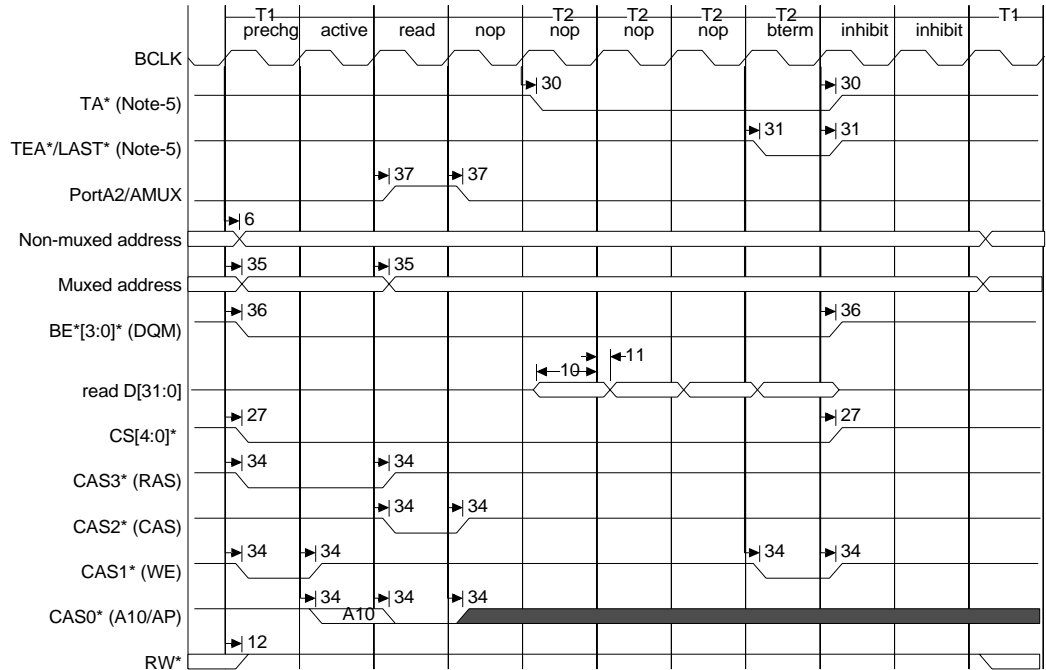 T1 T2 T2 T2 T2 T1
prechg active read nop nop nop nop bterm inhibit inhibit
BCLK
30 30
TA* (Note-5)
31 31
TEA*/LAST* (Note-5)
37 37
PortA2/AMUX
6
Non-muxed address
35 35
Muxed address
36 36
BE*[3:0]* (DQM)
11
10
read D[31:0]
27 27
CS[4:0]*
34 34
CAS3* (RAS)
34 34
CAS2* (CAS)
34 34 34 34
CAS1* (WE)
34 34 34
CAS0* (A10/AP) A10
12
RW*